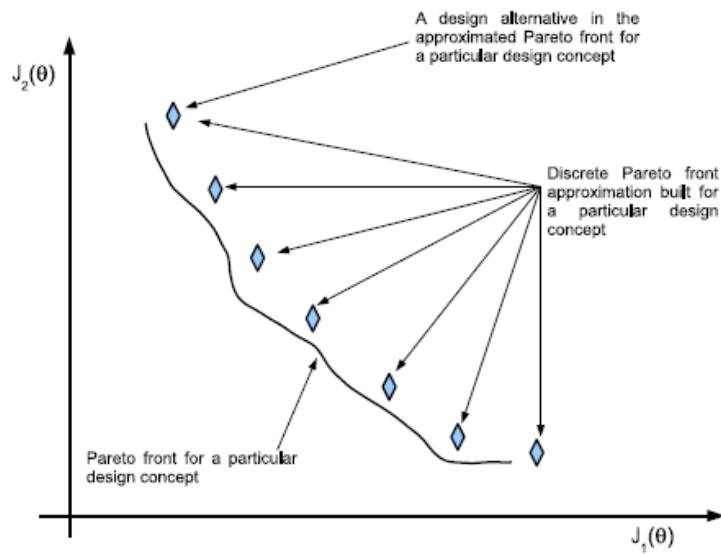 A design alternative in the
approximated Pareto front for
a particular design concept
J2(θ)
Discrete Pareto front
approximation built for
a particular design
concept
Pareto front for a particular
design concept
J1(θ)